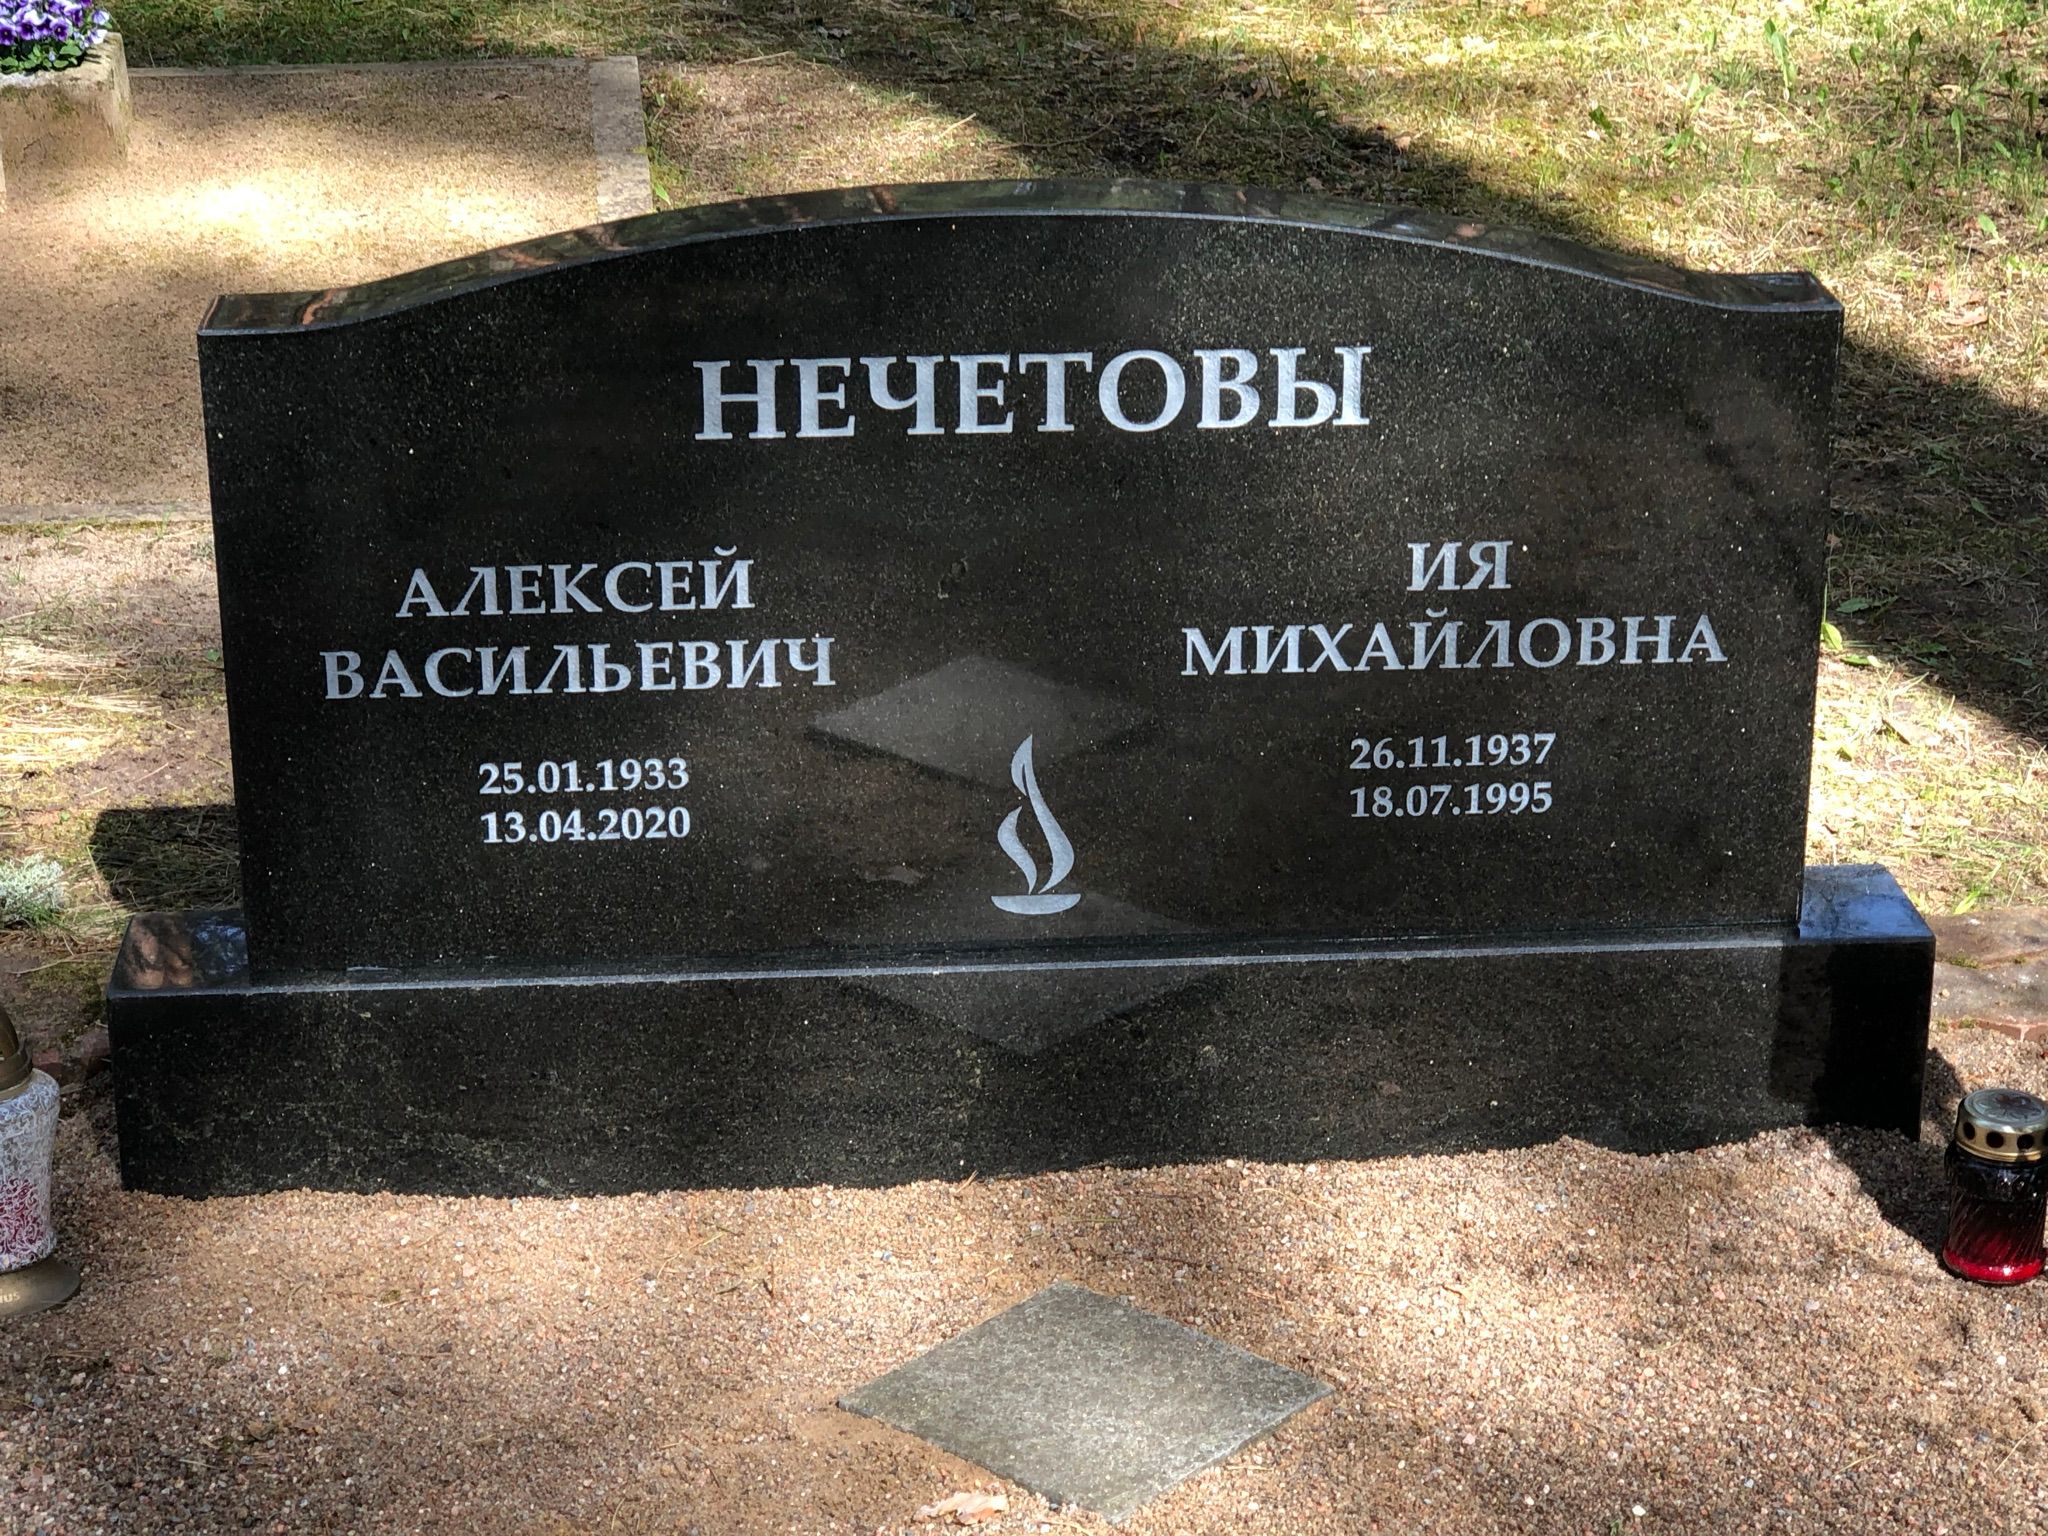 НЕЧЕТОВЫ
АЛЕКСЕЙ
ВАСИЛЬЕВИЧ
25.01.1933
13.04.2020
ИЯ
МИХАЙЛОВНА
26.11.1937
18.07.1995